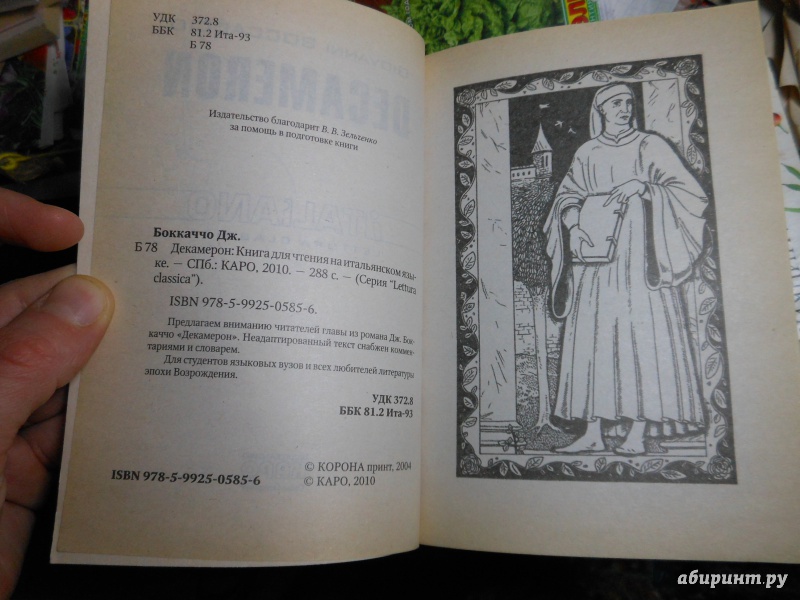 УДК 372.8
ББК 81.2 Ита-93
Б 78
Издательство благодарит В. В. Зельченко
за помощь в подготовке книги
Боккаччо Дж.
Б 78 Декамерон: Книга для чтения на итальянском язы-
ке. — СПб.: КАРО, 2010. — 288 с. — (Серия "Lettura
classica").
ISBN 978-5-9925-0585-6.
Предлагаем вниманию читателей главы из романа Дж. Бок-
каччо «Декамерон». Неадаптированный текст снабжен коммен-
тариями и словарем.
Для студентов языковых вузов и всех любителей литературы
эпохи Возрождения.
УДК 372.8
ББК 81.2 Ита-93
ISBN 978-5-9925-0585-6
© КОРОНА принт, 2004
© КАРО, 2010
DECAMERON
абиринт.ру